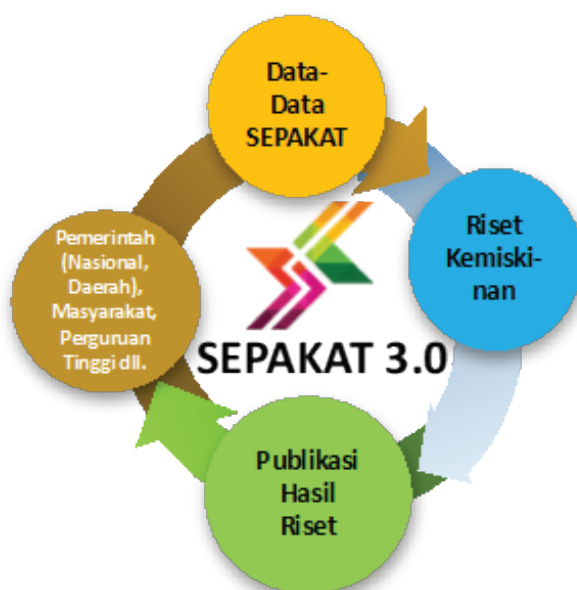 Data-
Data
SEPAKAT
Riset
Kemiski-
nan
Pemerintah
(Nasional,
Daerah),
Masyarakat,
Perguruan
Tinggi dll.
SEPAKAT 3.0
Publikasi
Hasil
Riset